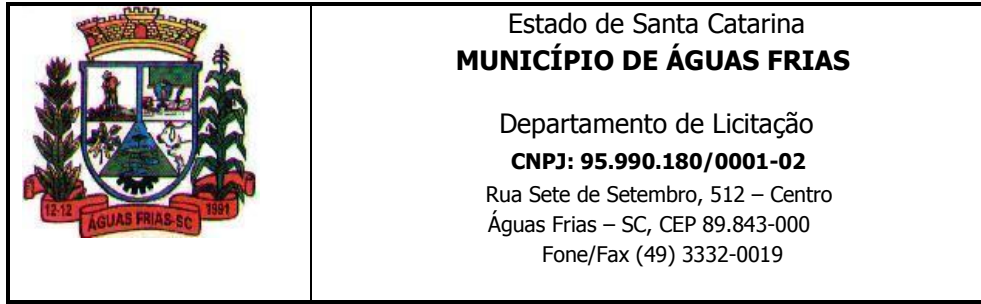 Estado de Santa Catarina
MUNICÍPIO DE ÁGUAS FRIAS
Departamento de Licitação
CNPJ: 95.990.180/0001-02
Rua Sete de Setembro, 512 – Centro
Águas Frias – SC, CEP 89.843-000
Fone/Fax (49) 3332-0019
12-12
ÁGUAS FRIAS-SC
1991